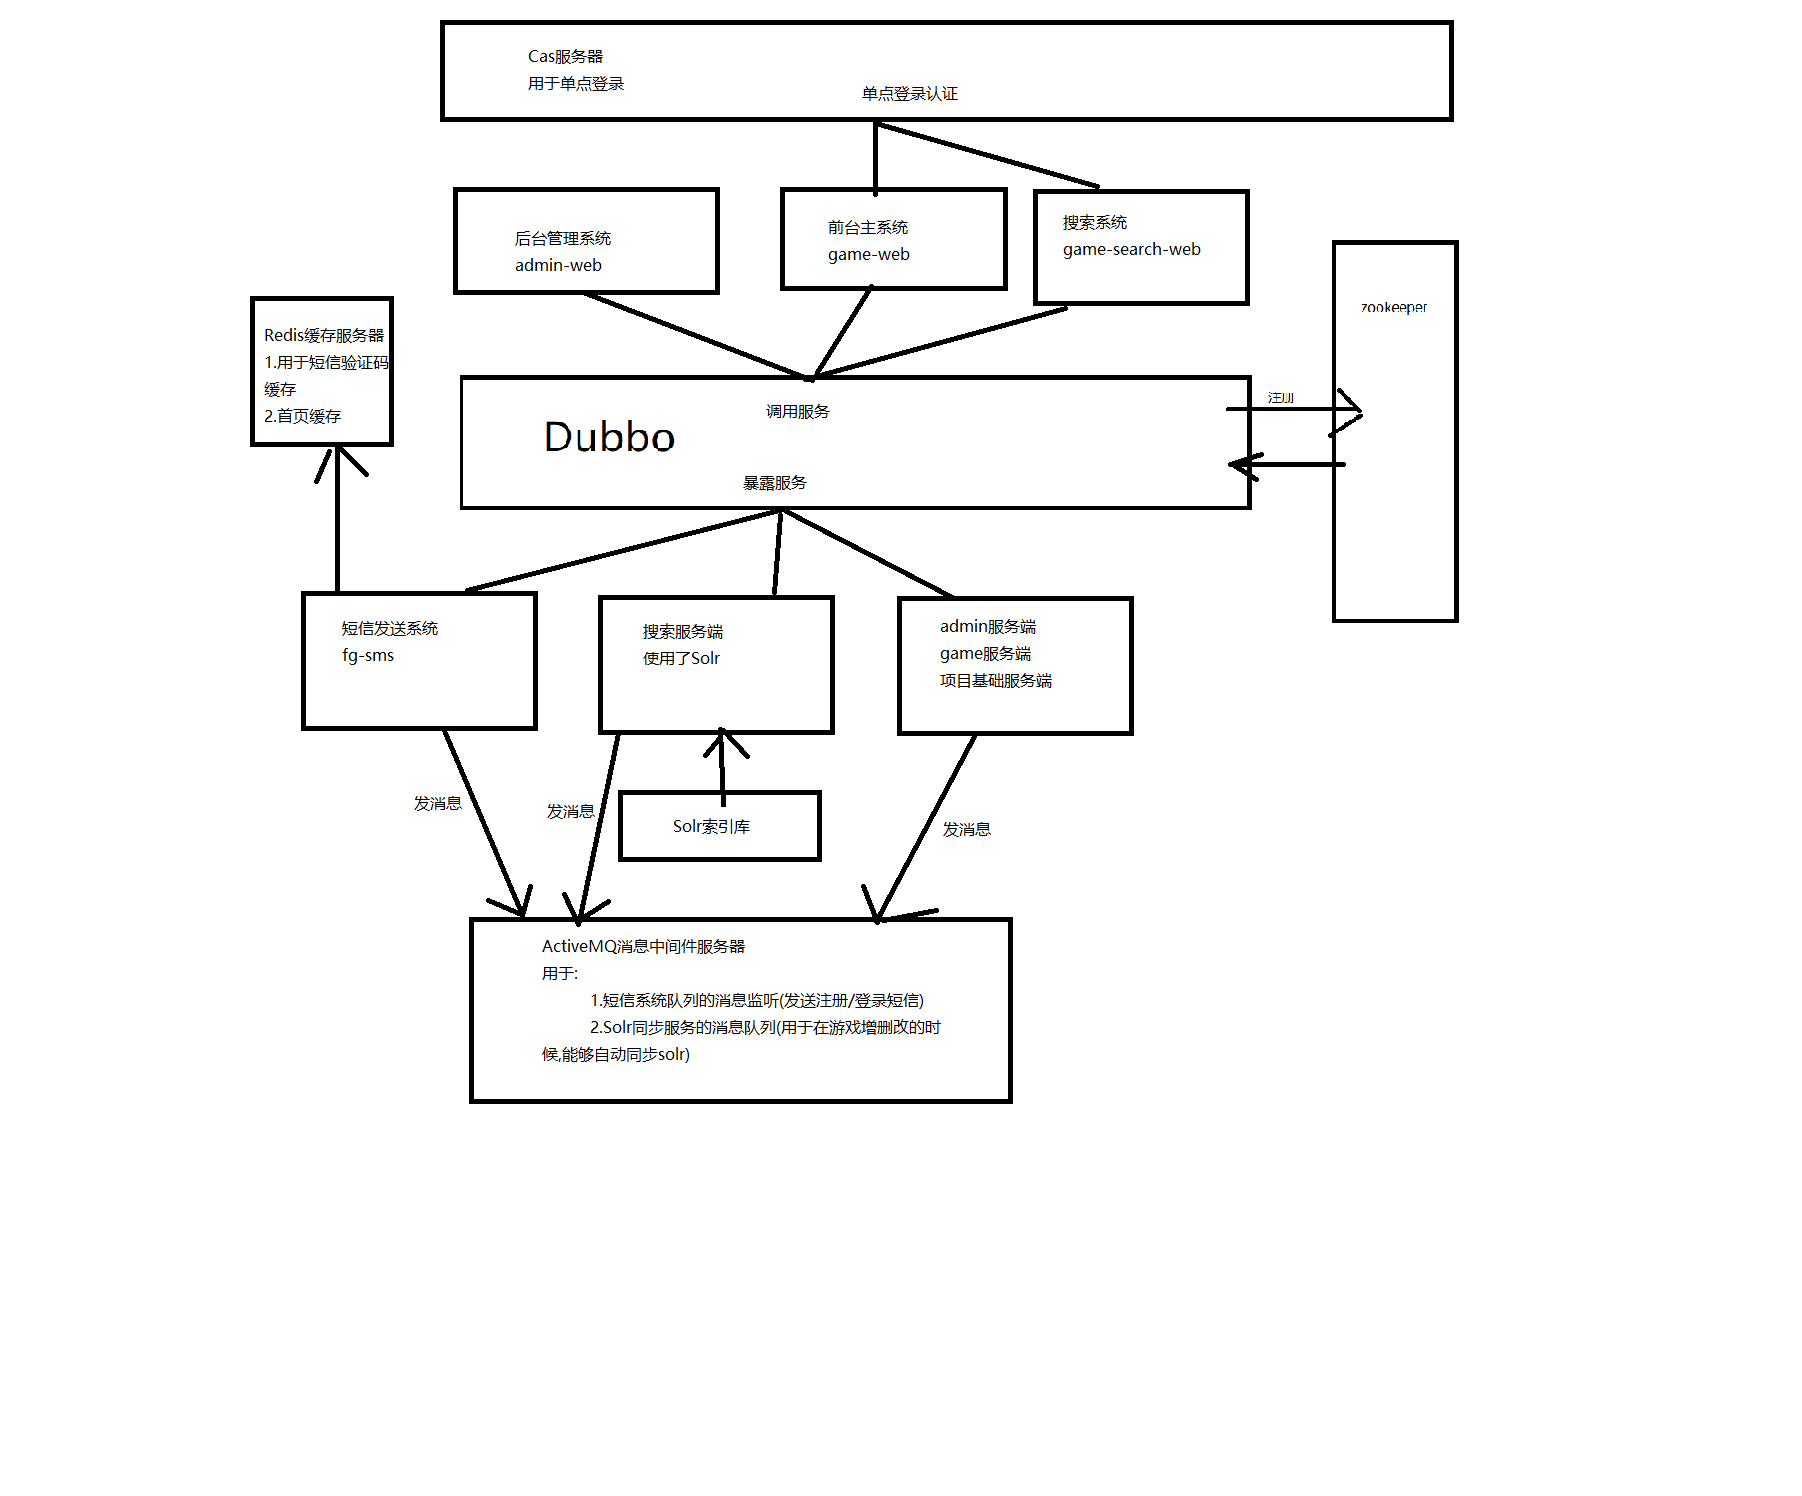 Cas服务器
用于单点登录
单点登录认证
后台管理系统
admin-web
前台主系统
game-web
搜索系统
game-search-web
zookeeper
Redis缓存服务器
1.用于短信验证码
缓存
2.首页缓存
调用服务
Dubbo
暴露服务
注册
短信发送系统
fg-sms
搜索服务端
使用了Solr
admin服务端
game服务端
项目基础服务端
发消息
发消息
Solr索引库
发消息
ActiveMQ消息中间件服务器
用于:
1.短信系统队列的消息监听(发送注册/登录短信)
2.Solr同步服务的消息队列(用于在游戏增删改的时
候,能够自动同步solr)